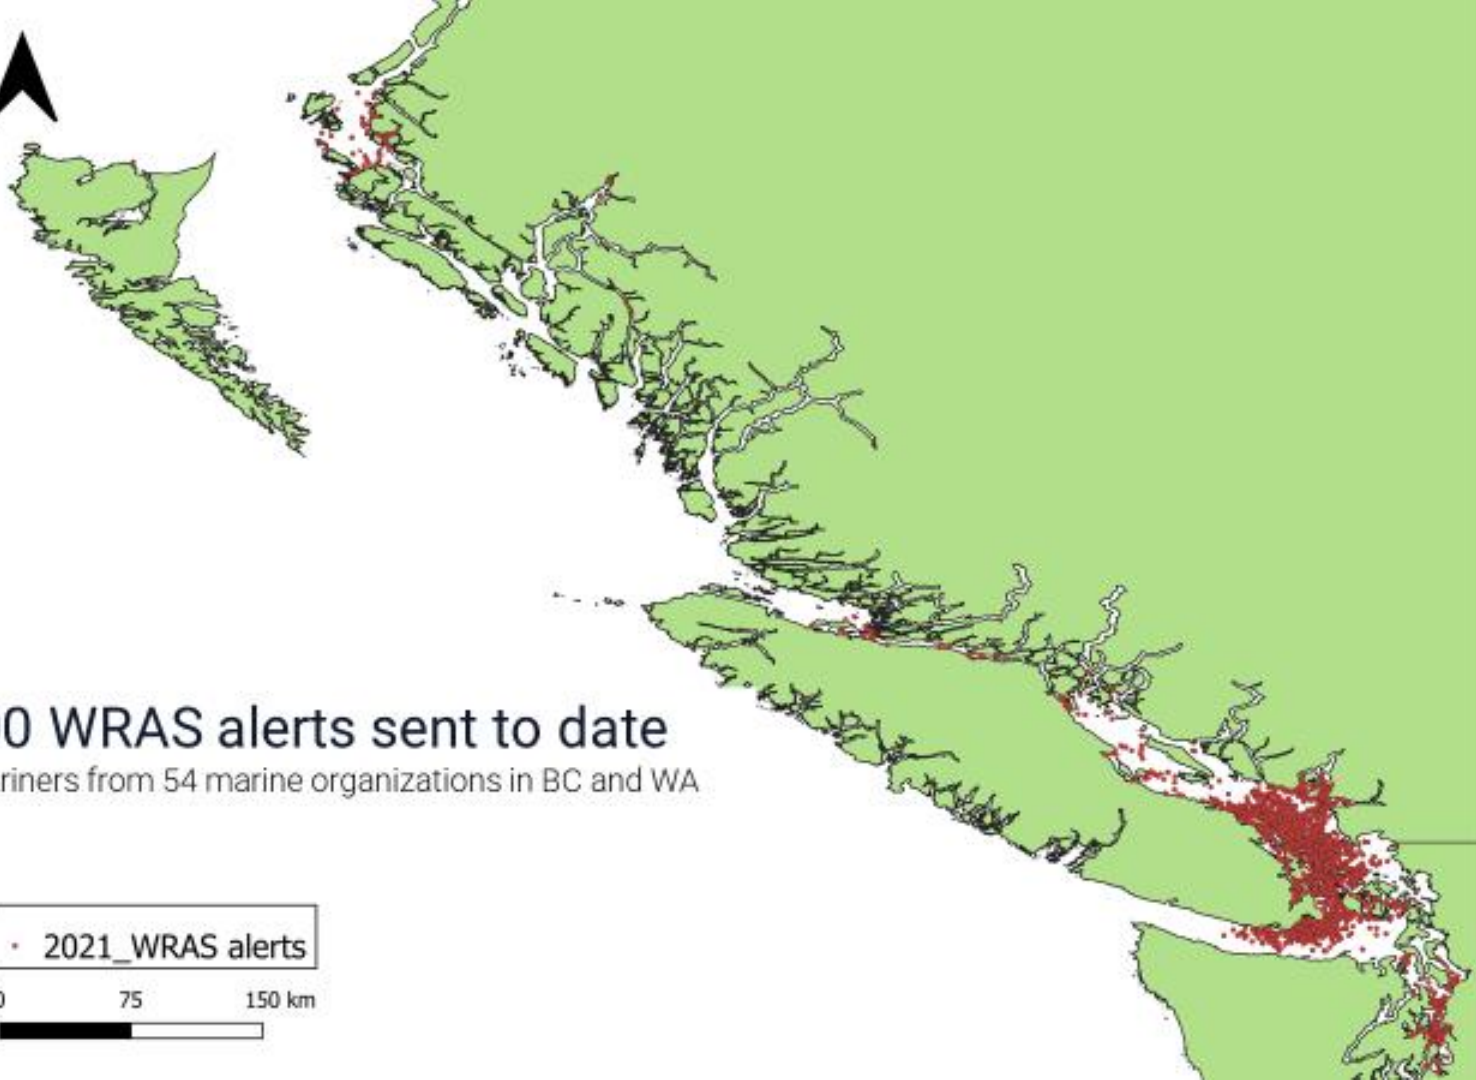 0 WRAS alerts sent to date
riners from 54 marine organizations in BC and WA
2021_WRAS alerts
0 75 150 km